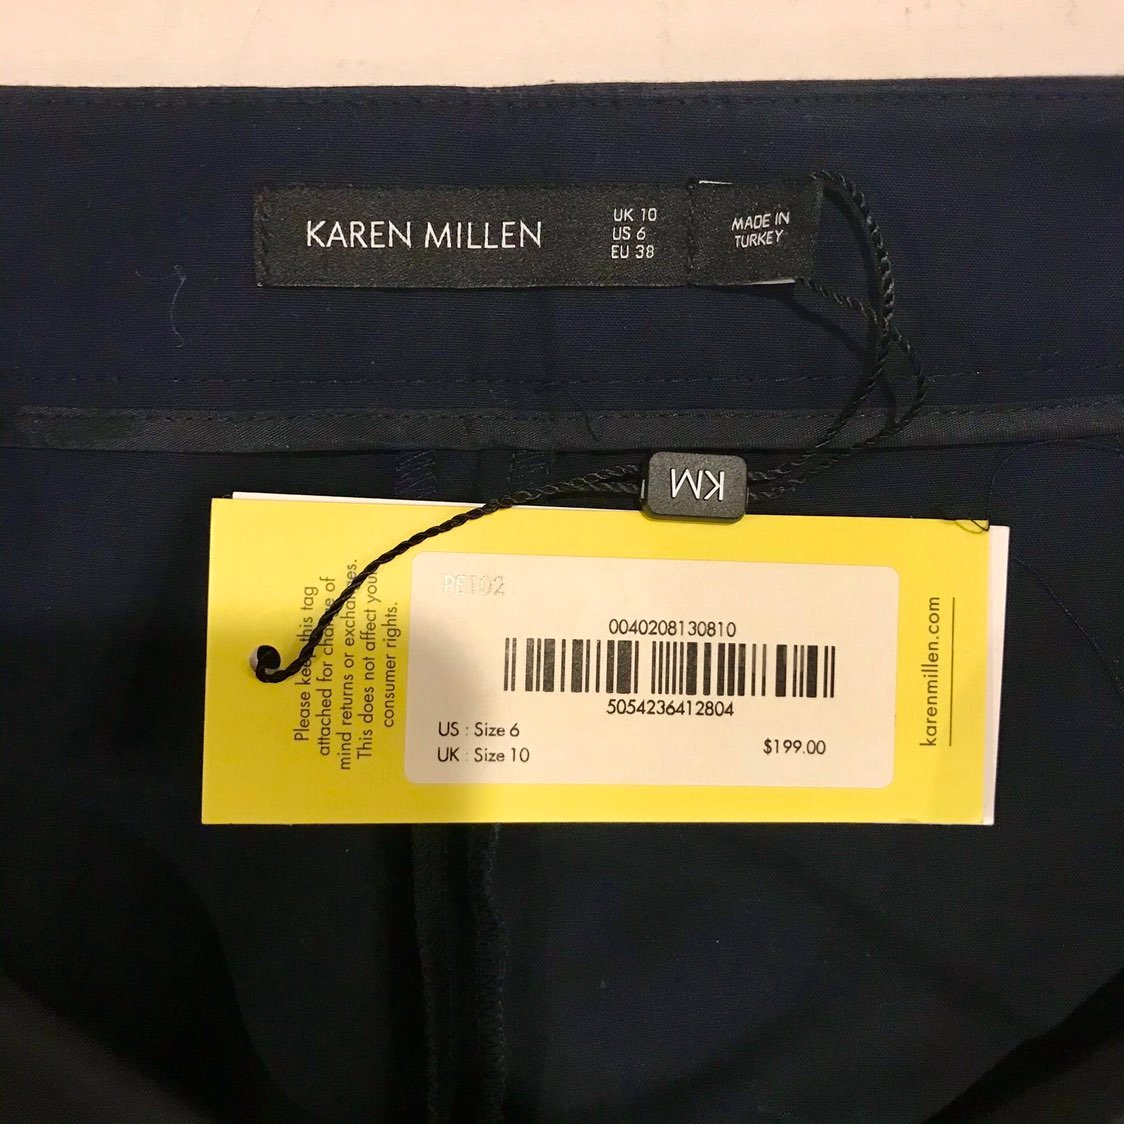 KAREN MILLEN
UK 10
US 6
EU 38
MADE IN
TURKEY
KM
Please keep this tag
attached for change of
mind returns or exchanges.
This does not affect your
consumer rights.
PE102
0040208130810
5054236412804
US : Size 6
UK : Size 10
$199.00
karenmillen.com